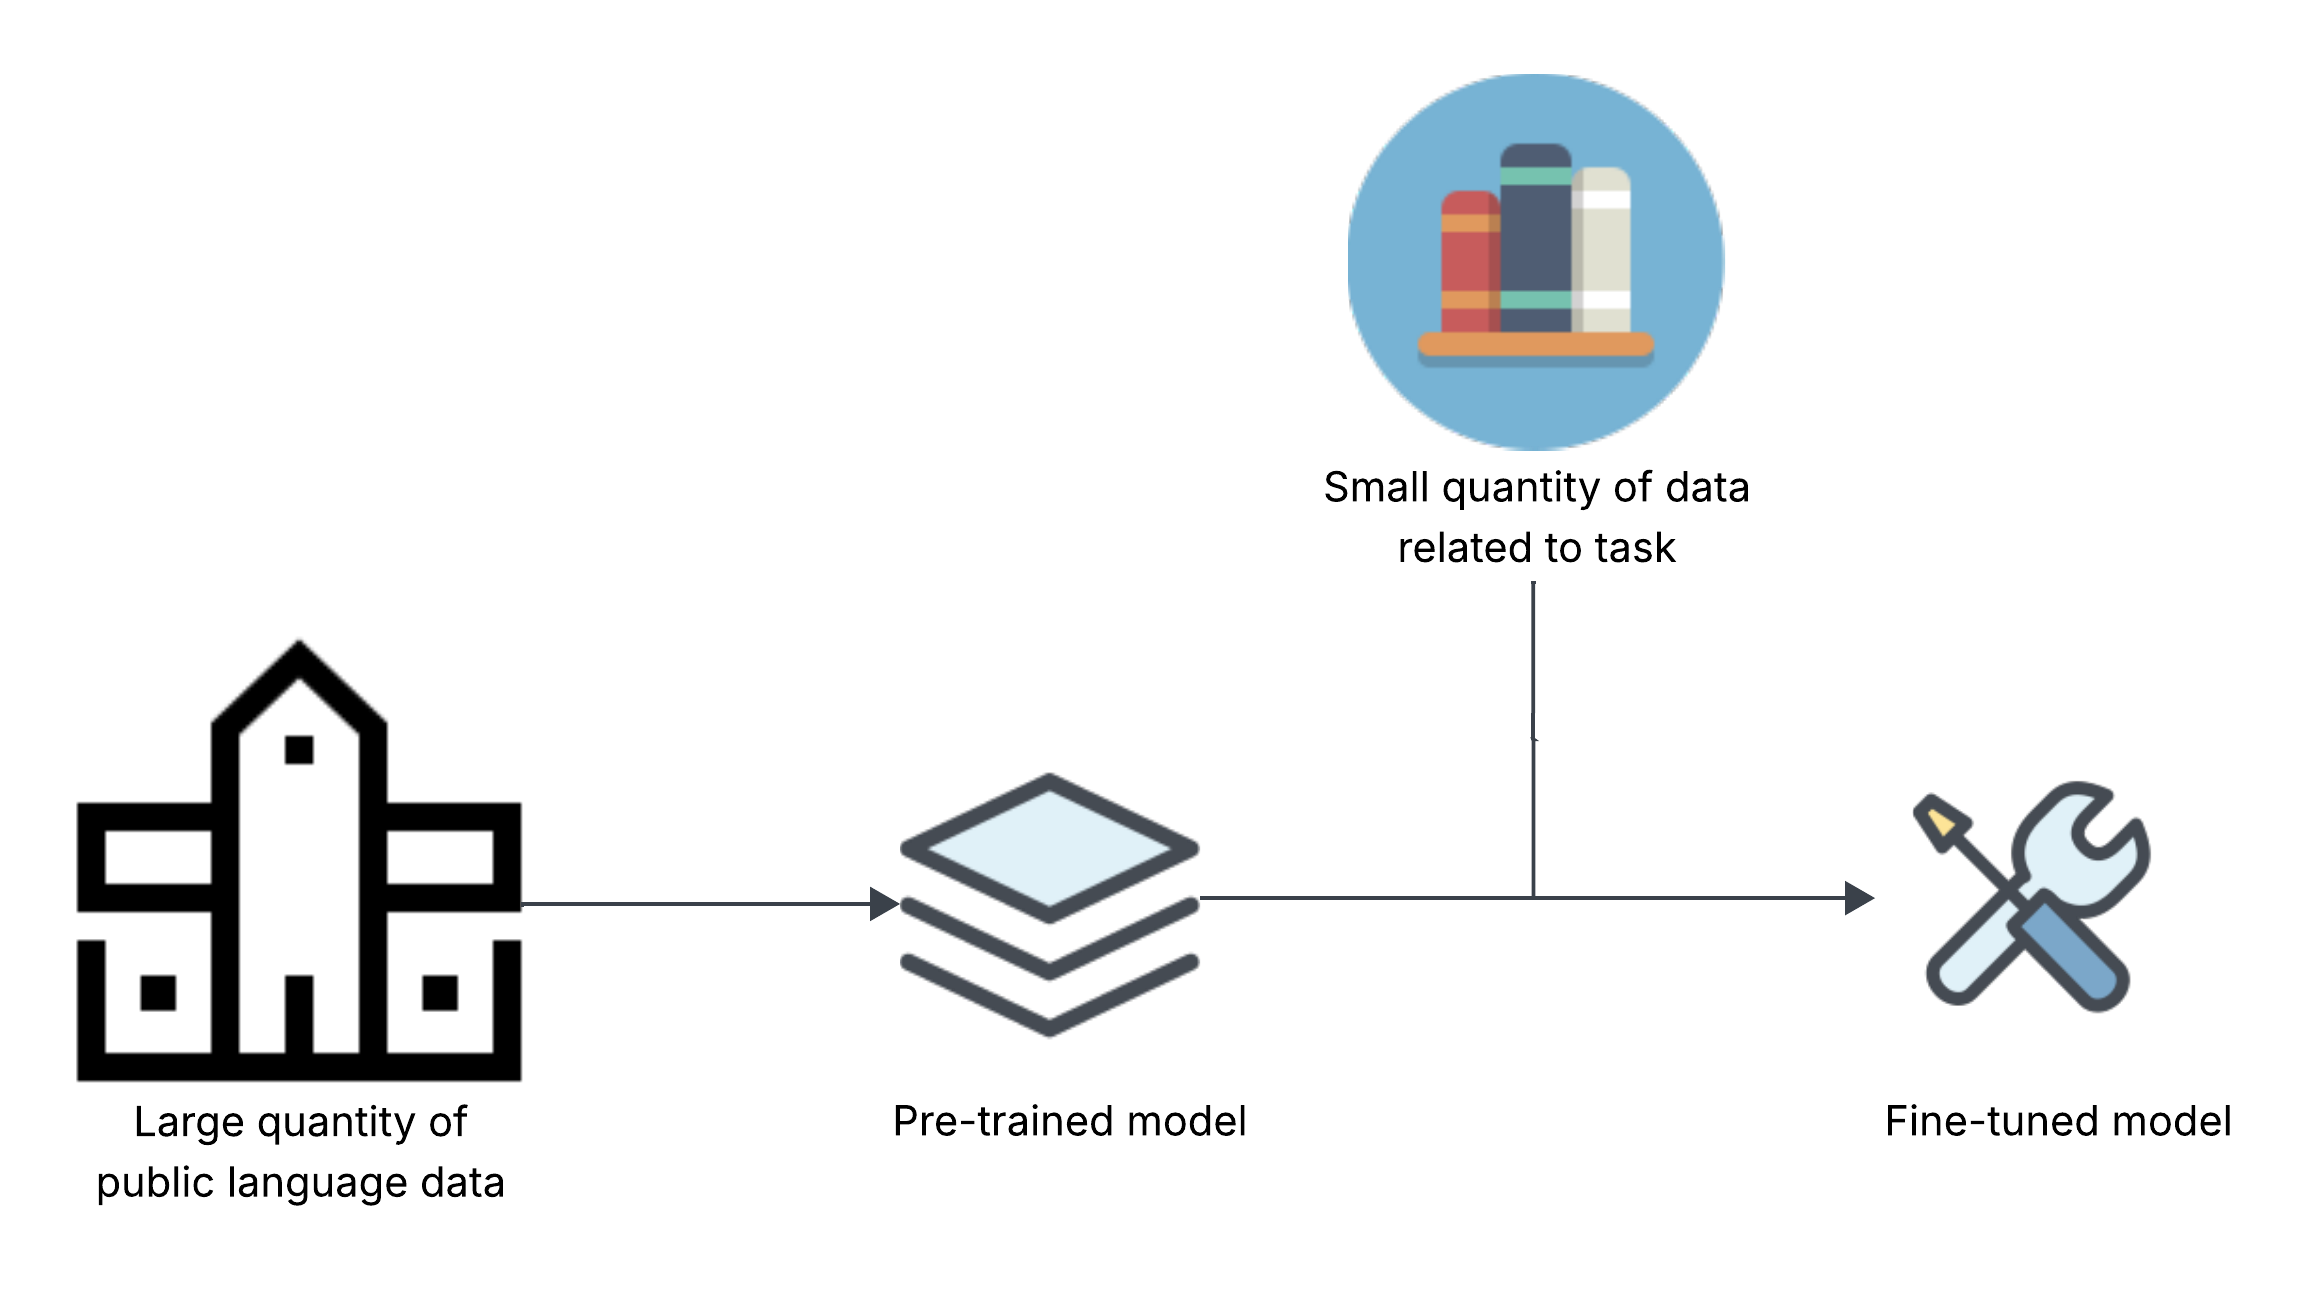 Small quantity of data
related to task
Large quantity of
public language data
Pre-trained model
Fine-tuned model